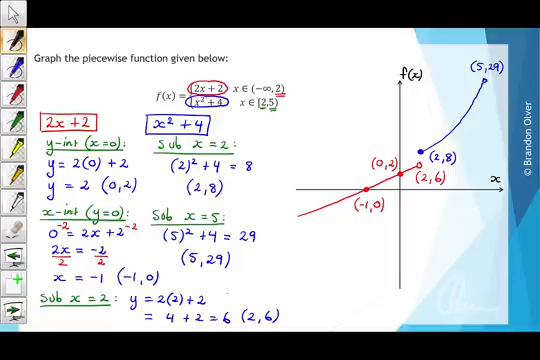 Graph the piecewise function given below:
f(x) = { 2x + 2   x ∈ (-∞, 2)
x² + 4   x ∈ [2,5)
2x + 2
y-int (x=0)
y = 2(0) + 2
y = 2 (0,2)
x-int (y=0)
0⁻² = 2x + 2⁻²
2x/2 = -2/2
x = -1 (-1,0)
Sub x = 2: y = 2(2) + 2
= 4 + 2 = 6 (2,6)
x² + 4
Sub x = 2:
(2)² + 4 = 8
(2,8)
Sub x = 5:
(5)² + 4 = 29
(5,29)
f(x)
(5,29)
(2,8)
(0,2)
(2,6)
x
(-1,0)
© Brandon Olver